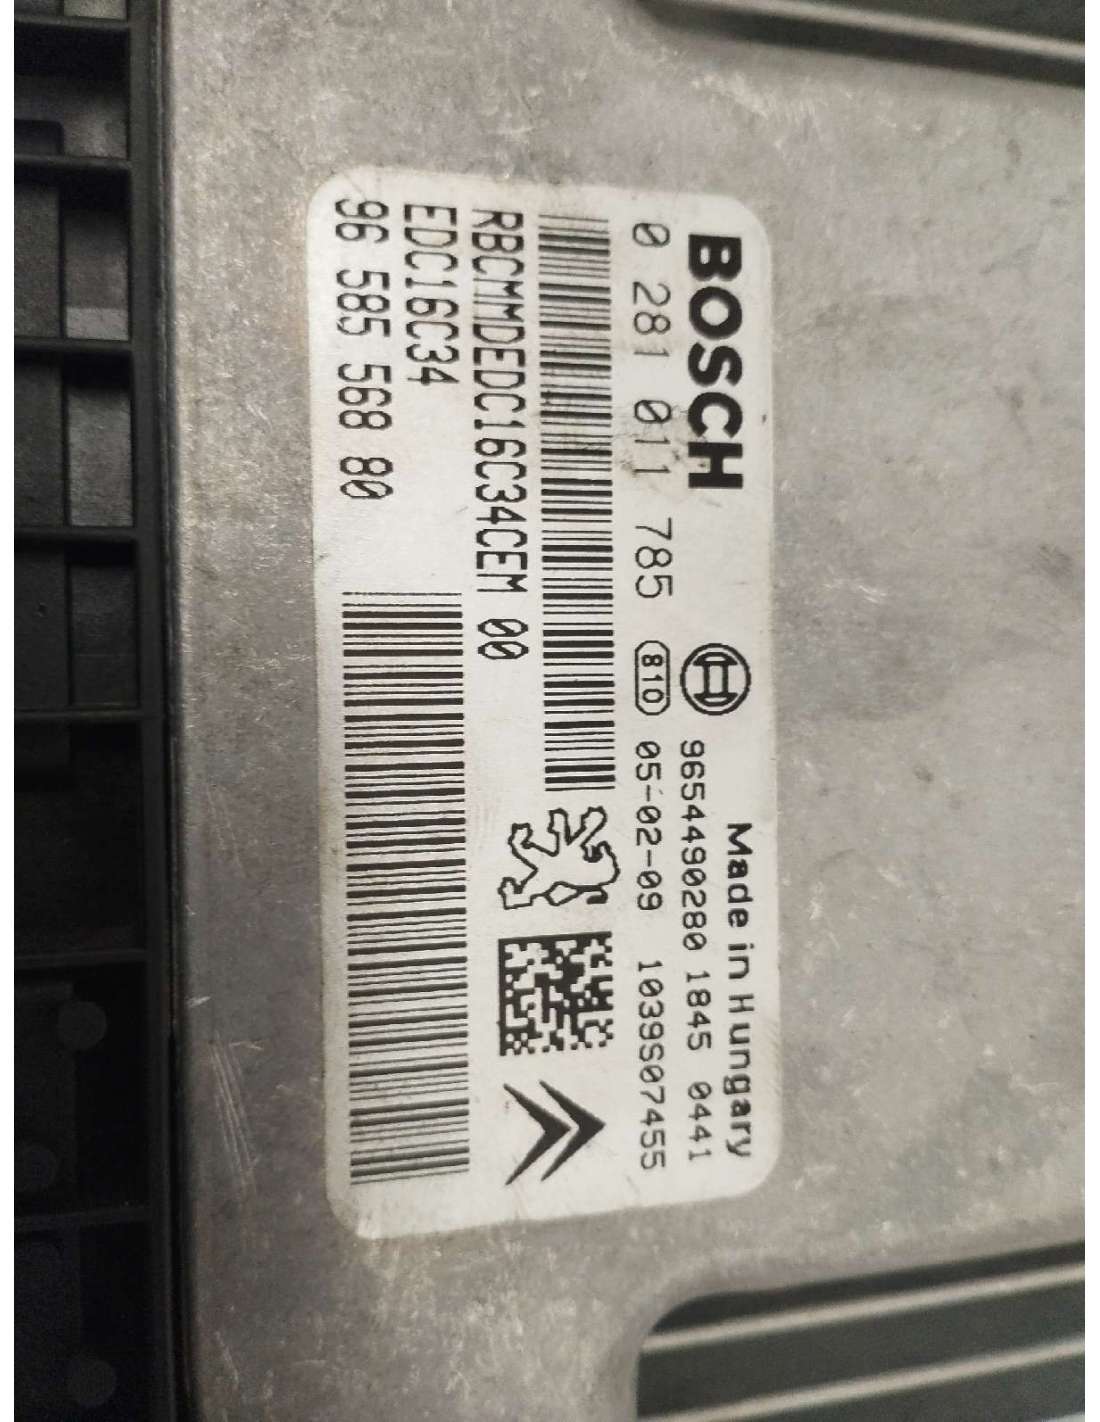 BOSCH
Made in Hungary
9654490280 1845 0441
0 281 011 785 810 05-02-09 1039S07455
RBCMMDEDC16C34CEM 00
EDC16C34
96 585 568 80